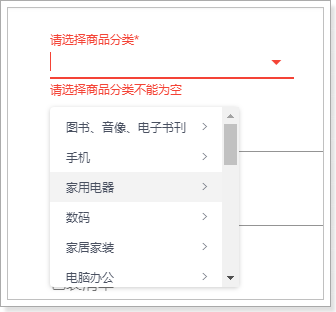 请选择商品分类*
请选择商品分类不能为空
图书、音像、电子书刊
手机
家用电器
数码
家居家装
电脑办公